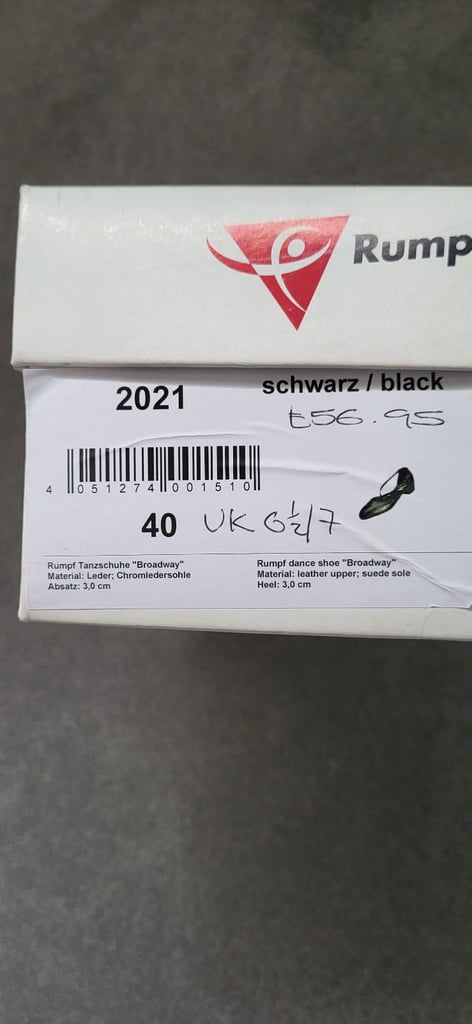 Rump
2021
schwarz / black
£56.95
4 051274 001510
40 UK 6½/7
Rumpf Tanzschuhe "Broadway"
Material: Leder; Chromledersohle
Absatz: 3,0 cm
Rumpf dance shoe "Broadway"
Material: leather upper; suede sole
Heel: 3,0 cm